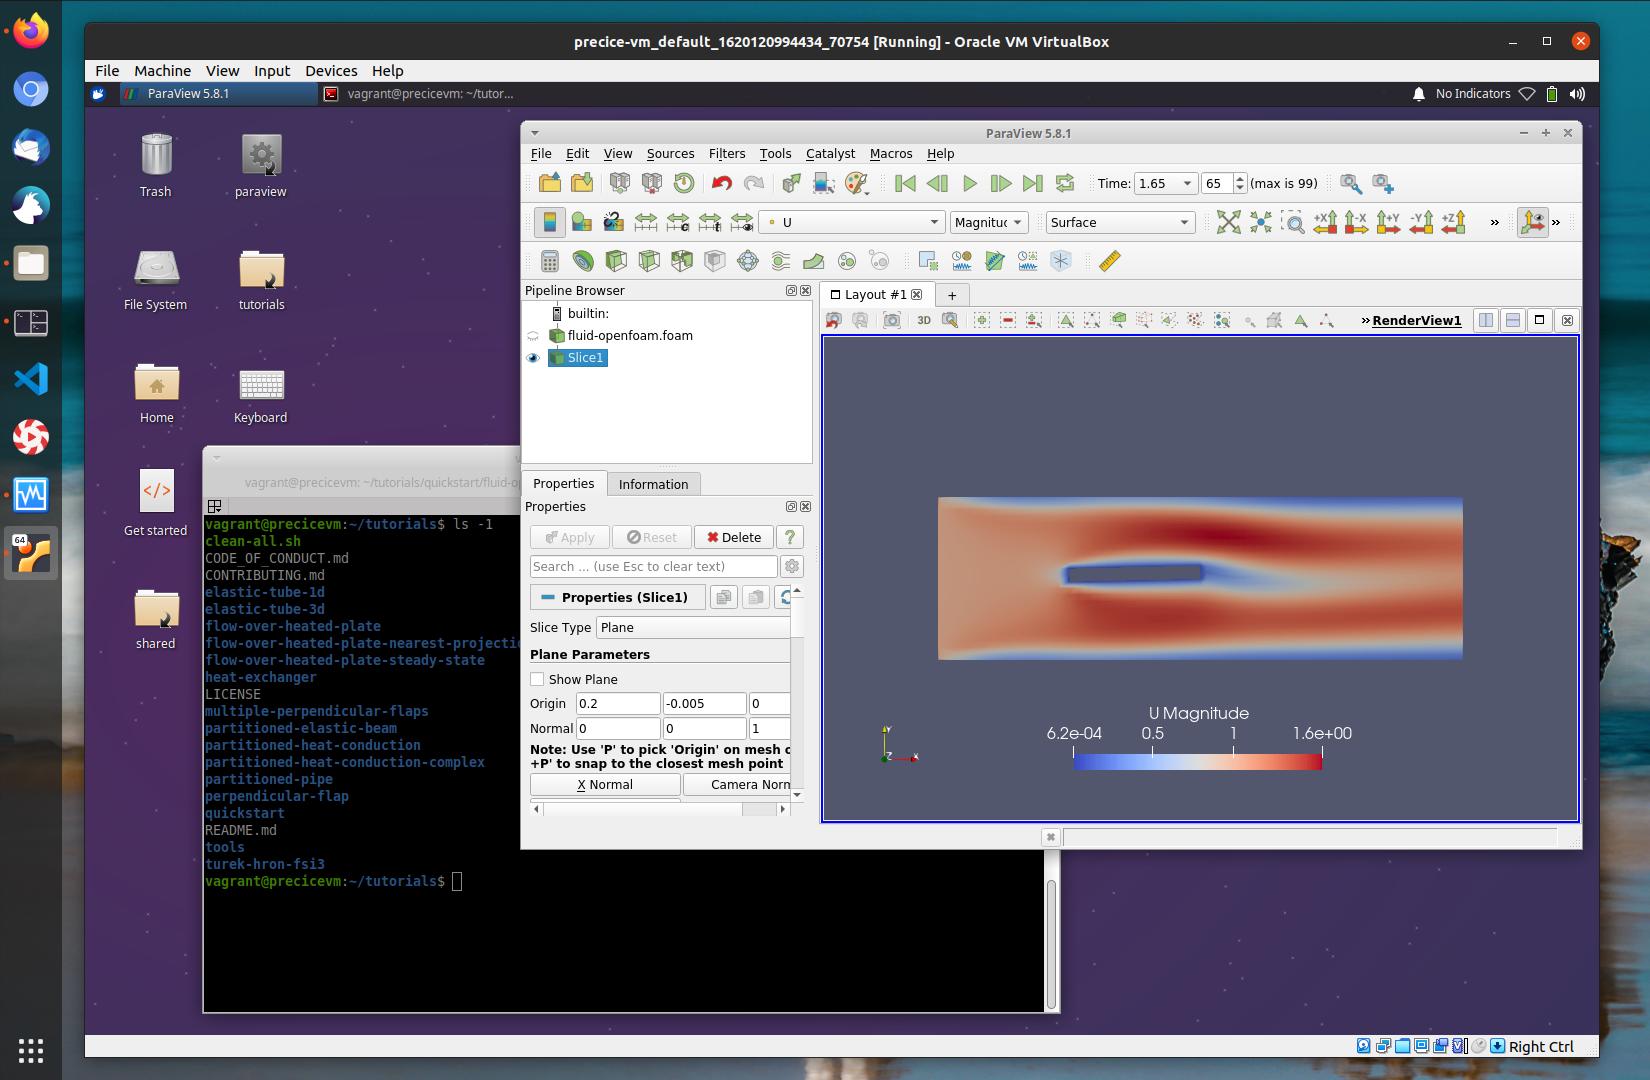 precice-vm_default_1620120994434_70754 [Running] - Oracle VM VirtualBox
File Machine View Input Devices Help
ParaView 5.8.1
vagrant@precicevm: ~/tutor...
No Indicators
Trash
paraview
File System
tutorials
Home
Keyboard
Get started
shared
64
vagrant@precicevm: ~/tutorials/quickstart/fluid-o
vagrant@precicevm:~/tutorials$ ls -1
clean-all.sh
CODE_OF_CONDUCT.md
CONTRIBUTING.md
elastic-tube-1d
elastic-tube-3d
flow-over-heated-plate
flow-over-heated-plate-nearest-projectio
flow-over-heated-plate-steady-state
heat-exchanger
LICENSE
multiple-perpendicular-flaps
partitioned-elastic-beam
partitioned-heat-conduction
partitioned-heat-conduction-complex
partitioned-pipe
perpendicular-flap
quickstart
README.md
tools
turek-hron-fsi3
vagrant@precicevm:~/tutorials$
ParaView 5.8.1
File Edit View Sources Filters Tools Catalyst Macros Help
Time: 1.65 65 (max is 99)
U Magnituc Surface +X -X +Y -Y +Z »  »
Pipeline Browser
builtin:
fluid-openfoam.foam
Slice1
Properties Information
Properties
Apply Reset Delete ?
Search ... (use Esc to clear text)
Properties (Slice1)
Slice Type Plane
Plane Parameters
Show Plane
Origin 0.2 -0.005 0
Normal 0 0 1
Note: Use 'P' to pick 'Origin' on mesh o
+P' to snap to the closest mesh point
X Normal Camera Norm
Layout #1 +
3D » RenderView1
U Magnitude
6.2e-04 0.5 1 1.6e+00
Y
Z X
Right Ctrl